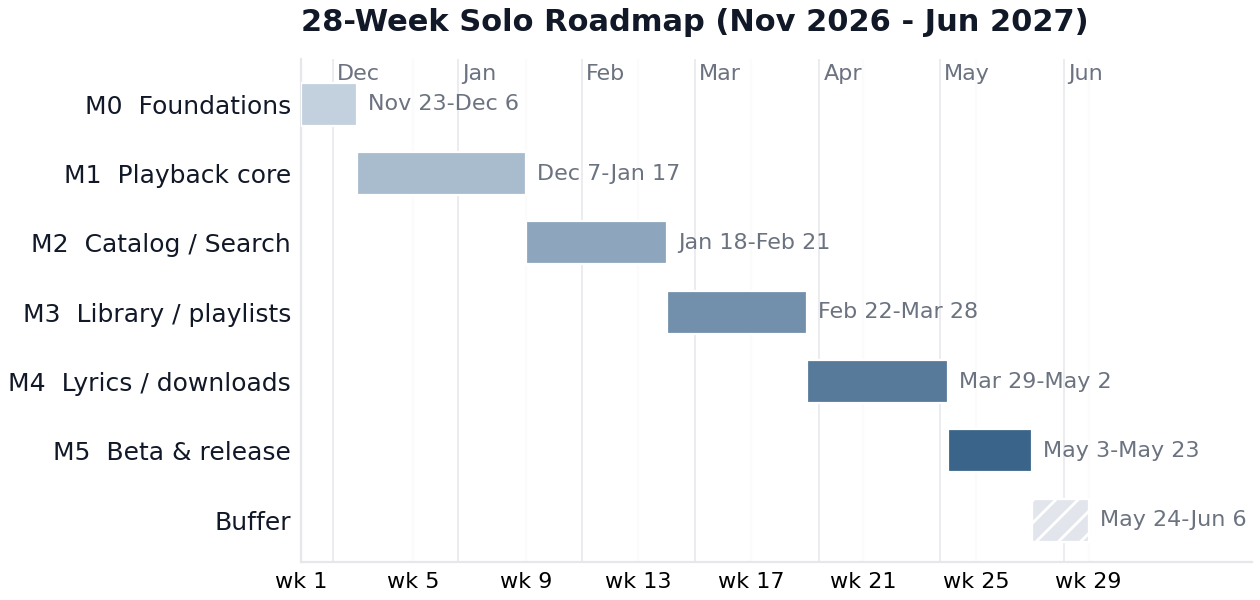 28-Week Solo Roadmap (Nov 2026 - Jun 2027)
Dec Jan Feb Mar Apr May Jun
M0 Foundations Nov 23-Dec 6
M1 Playback core Dec 7-Jan 17
M2 Catalog / Search Jan 18-Feb 21
M3 Library / playlists Feb 22-Mar 28
M4 Lyrics / downloads Mar 29-May 2
M5 Beta & release May 3-May 23
Buffer May 24-Jun 6
wk 1 wk 5 wk 9 wk 13 wk 17 wk 21 wk 25 wk 29